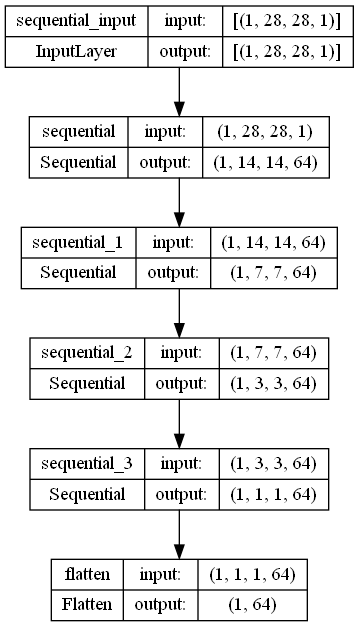 sequential_input input: [(1, 28, 28, 1)]
InputLayer output: [(1, 28, 28, 1)]
sequential input: (1, 28, 28, 1)
Sequential output: (1, 14, 14, 64)
sequential_1 input: (1, 14, 14, 64)
Sequential output: (1, 7, 7, 64)
sequential_2 input: (1, 7, 7, 64)
Sequential output: (1, 3, 3, 64)
sequential_3 input: (1, 3, 3, 64)
Sequential output: (1, 1, 1, 64)
flatten input: (1, 1, 1, 64)
Flatten output: (1, 64)